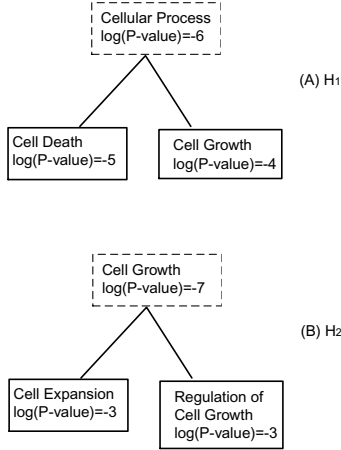 Cellular Process
log(P-value)=-6
(A) H1
Cell Death
log(P-value)=-5
Cell Growth
log(P-value)=-4
Cell Growth
log(P-value)=-7
(B) H2
Cell Expansion
log(P-value)=-3
Regulation of
Cell Growth
log(P-value)=-3